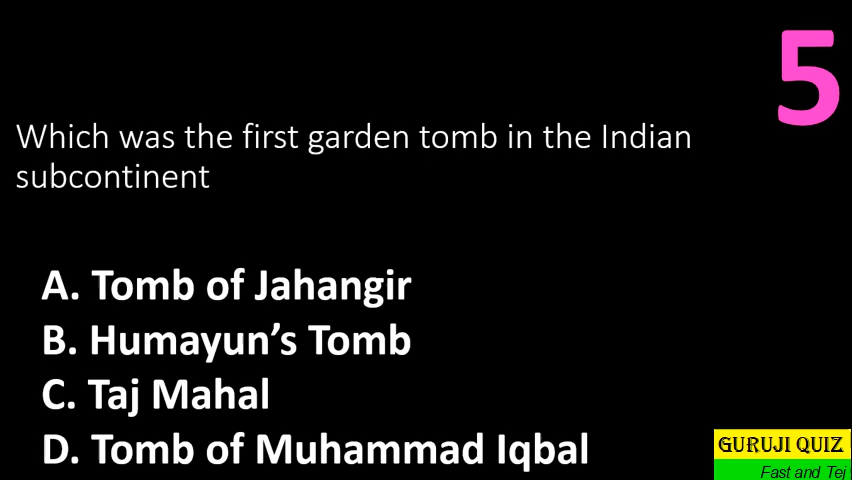 5
Which was the first garden tomb in the Indian
subcontinent
A. Tomb of Jahangir
B. Humayun’s Tomb
C. Taj Mahal
D. Tomb of Muhammad Iqbal
GURUJI QUIZ
Fast and Tej